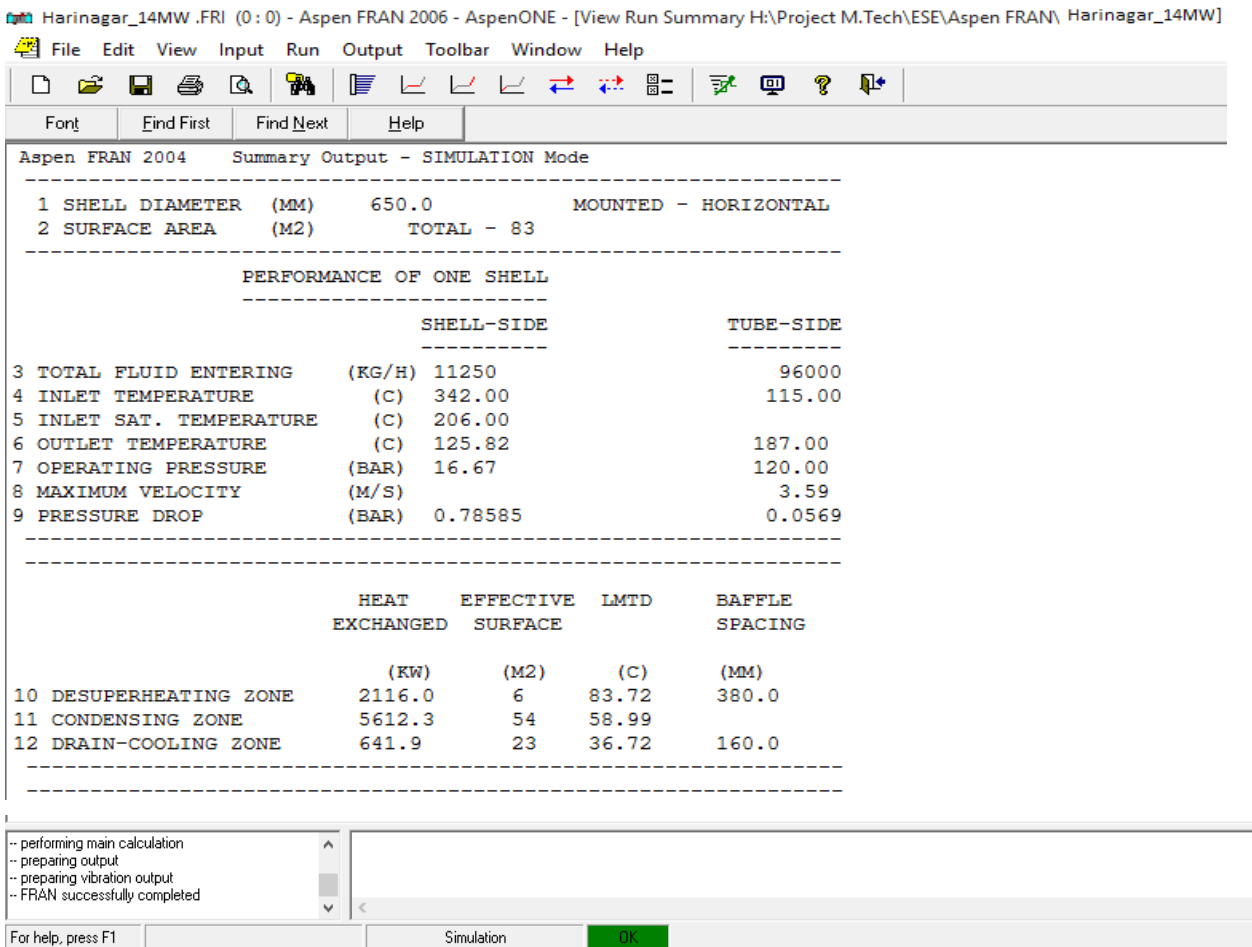 Harinagar_14MW .FRI (0 : 0) - Aspen FRAN 2006 - AspenONE - [View Run Summary H:\Project M.Tech\ESE\Aspen FRAN\ Harinagar_14MW]
File Edit View Input Run Output Toolbar Window Help
Font Find First Find Next Help
Aspen FRAN 2004 Summary Output - SIMULATION Mode
1 SHELL DIAMETER (MM) 650.0 MOUNTED - HORIZONTAL
2 SURFACE AREA (M2) TOTAL - 83
PERFORMANCE OF ONE SHELL
SHELL-SIDE TUBE-SIDE
3 TOTAL FLUID ENTERING (KG/H) 11250 96000
4 INLET TEMPERATURE (C) 342.00 115.00
5 INLET SAT. TEMPERATURE (C) 206.00
6 OUTLET TEMPERATURE (C) 125.82 187.00
7 OPERATING PRESSURE (BAR) 16.67 120.00
8 MAXIMUM VELOCITY (M/S) 3.59
9 PRESSURE DROP (BAR) 0.78585 0.0569
HEAT EFFECTIVE LMTD BAFFLE
EXCHANGED SURFACE SPACING
(KW) (M2) (C) (MM)
10 DESUPERHEATING ZONE 2116.0 6 83.72 380.0
11 CONDENSING ZONE 5612.3 54 58.99
12 DRAIN-COOLING ZONE 641.9 23 36.72 160.0
-- performing main calculation
-- preparing output
-- preparing vibration output
-- FRAN successfully completed
For help, press F1 Simulation OK